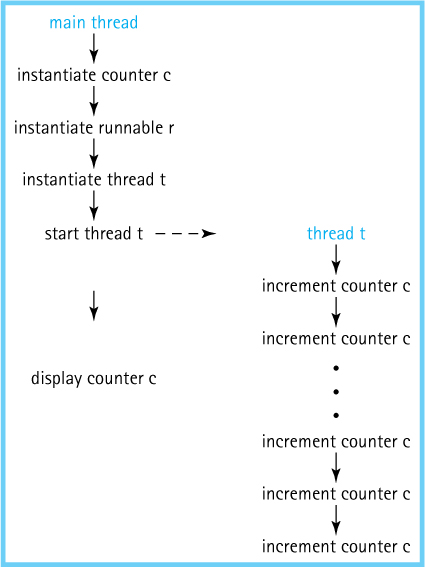 main thread
instantiate counter c
instantiate runnable r
instantiate thread t
start thread t
display counter c
thread t
increment counter c
increment counter c
increment counter c
increment counter c
increment counter c